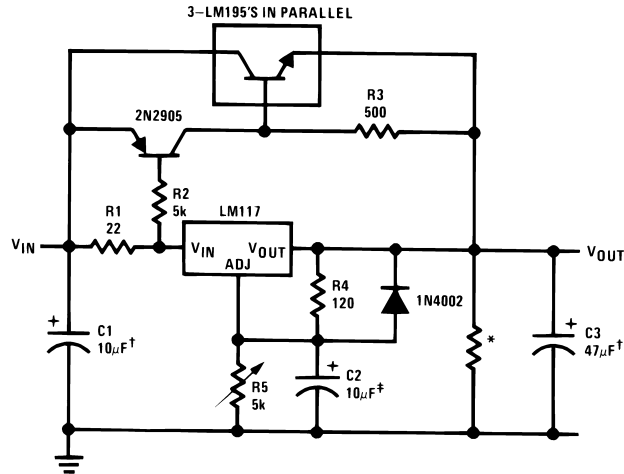 3–LM195'S IN PARALLEL
2N2905
R3
500
R2
5k
R1
22
LM117
VIN
VIN
VOUT
ADJ
VOUT
R4
120
1N4002
C1
10μF†
R5
5k
C2
10μF‡
*
C3
47μF†